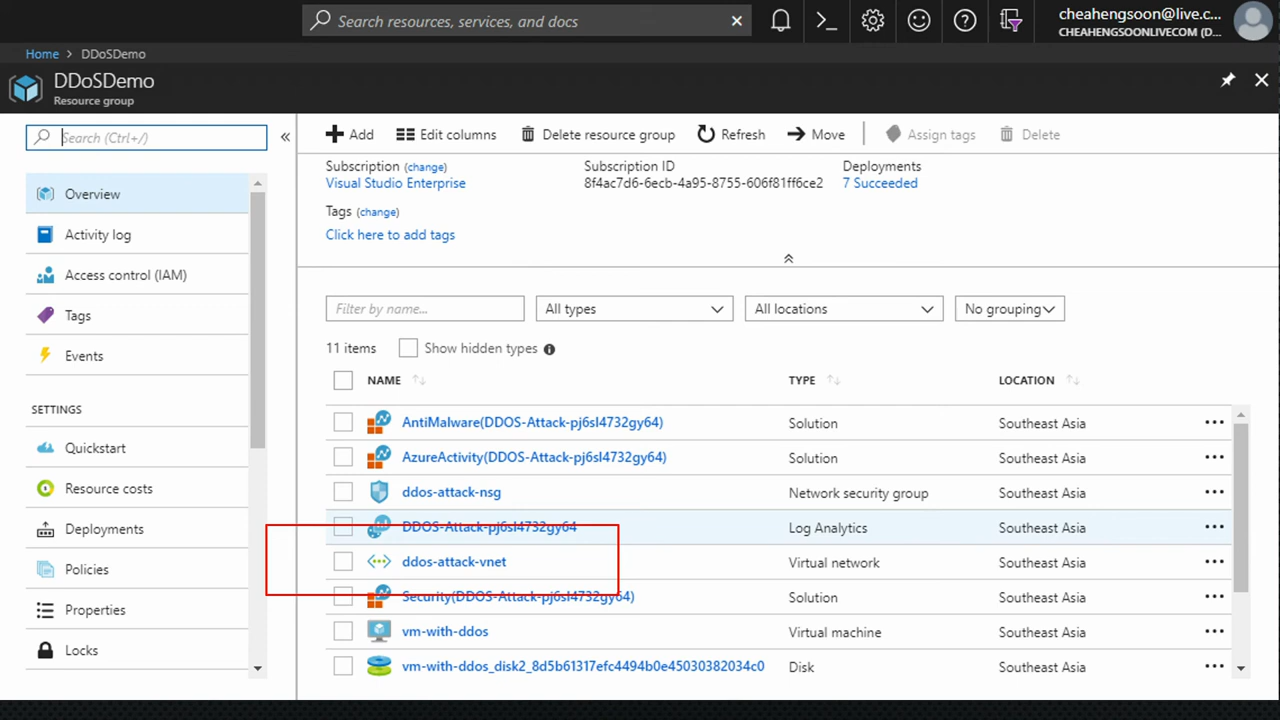 Search resources, services, and docs
cheahengsoon@live.c...
CHEAHENGSOONLIVECOM (D...
Home > DDoSDemo
DDoSDemo
Resource group
Search (Ctrl+/)
Overview
Activity log
Access control (IAM)
Tags
Events
SETTINGS
Quickstart
Resource costs
Deployments
Policies
Properties
Locks
Add Edit columns Delete resource group Refresh Move Assign tags Delete
Subscription (change) Subscription ID Deployments
Visual Studio Enterprise 8f4ac7d6-6ecb-4a95-8755-606f81ff6ce2 7 Succeeded
Tags (change)
Click here to add tags
Filter by name... All types All locations No grouping
11 items Show hidden types
NAME TYPE LOCATION
AntiMalware(DDOS-Attack-pj6sl4732gy64) Solution Southeast Asia ...
AzureActivity(DDOS-Attack-pj6sl4732gy64) Solution Southeast Asia ...
ddos-attack-nsg Network security group Southeast Asia ...
DDOS-Attack-pj6sl4732gy64 Log Analytics Southeast Asia ...
ddos-attack-vnet Virtual network Southeast Asia ...
Security(DDOS-Attack-pj6sl4732gy64) Solution Southeast Asia ...
vm-with-ddos Virtual machine Southeast Asia ...
vm-with-ddos_disk2_8d5b61317efc4494b0e45030382034c0 Disk Southeast Asia ...